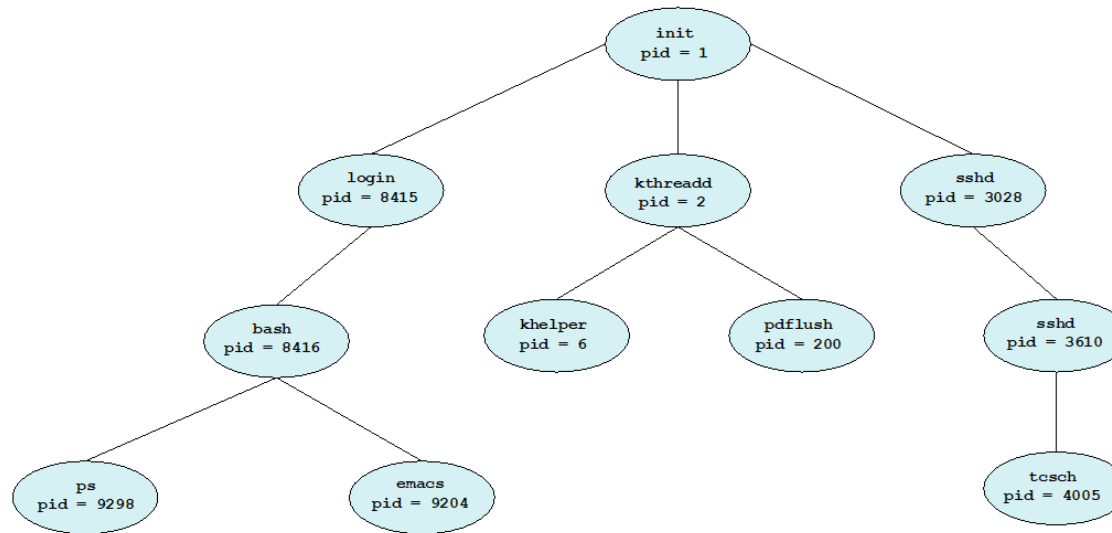 init
pid = 1
login
pid = 8415
kthreadd
pid = 2
sshd
pid = 3028
bash
pid = 8416
khelper
pid = 6
pdflush
pid = 200
sshd
pid = 3610
ps
pid = 9298
emacs
pid = 9204
tcsch
pid = 4005